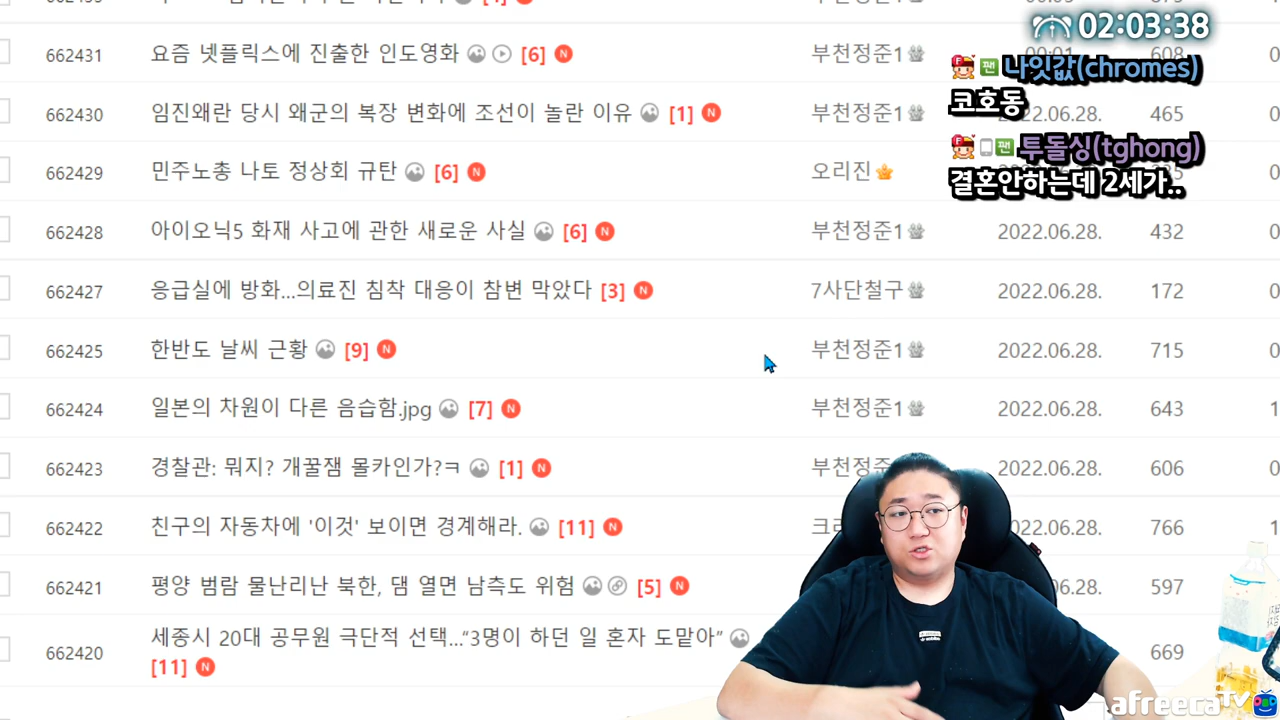 02:03:38
662431 요즘 넷플릭스에 진출한 인도영화 [6] N 부천정준1 00:01 608 0
나잇값(chromes)
코호동
662430 임진왜란 당시 왜군의 복장 변화에 조선이 놀란 이유 [1] N 부천정준1 2022.06.28. 465 0
투돌싱(tghong)
662429 민주노총 나토 정상회 규탄 [6] N 오리진 0
결혼안하는데 2세가..
662428 아이오닉5 화재 사고에 관한 새로운 사실 [6] N 부천정준1 2022.06.28. 432 0
662427 응급실에 방화...의료진 침착 대응이 참변 막았다 [3] N 7사단철구 2022.06.28. 172 0
662425 한반도 날씨 근황 [9] N 부천정준1 2022.06.28. 715 0
662424 일본의 차원이 다른 음습함.jpg [7] N 부천정준1 2022.06.28. 643 1
662423 경찰관: 뭐지? 개꿀잼 몰카인가?ㅋ [1] N 부천정 2022.06.28. 606 0
662422 친구의 자동차에 '이것' 보이면 경계해라. [11] N 크 022.06.28. 766 1
662421 평양 범람 물난리난 북한, 댐 열면 남측도 위험 [5] N 06.28. 597
662420 세종시 20대 공무원 극단적 선택...“3명이 하던 일 혼자 도맡아” 669
[11] N
afreecaTV